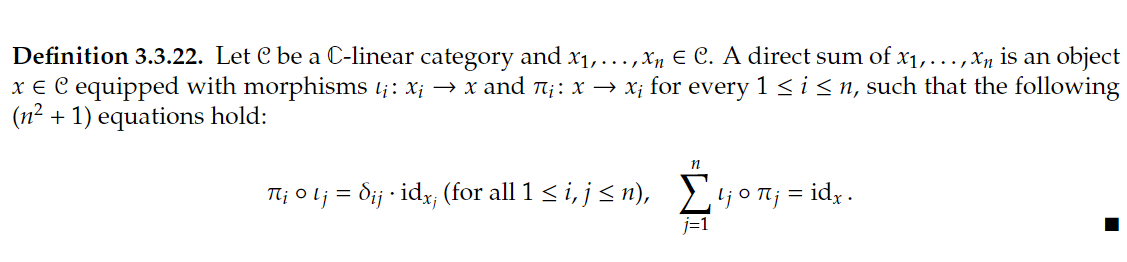 Definition 3.3.22. Let 𝒞 be a ℂ-linear category and x₁, . . . , xₙ ∈ 𝒞. A direct sum of x₁, . . . , xₙ is an object
x ∈ 𝒞 equipped with morphisms ιᵢ : xᵢ → x and πᵢ : x → xᵢ for every 1 ≤ i ≤ n, such that the following
(n² + 1) equations hold:
πᵢ ∘ ιⱼ = δᵢⱼ · id_{xⱼ} (for all 1 ≤ i, j ≤ n), ∑_{j=1}^{n} ιⱼ ∘ πⱼ = idₓ .
■